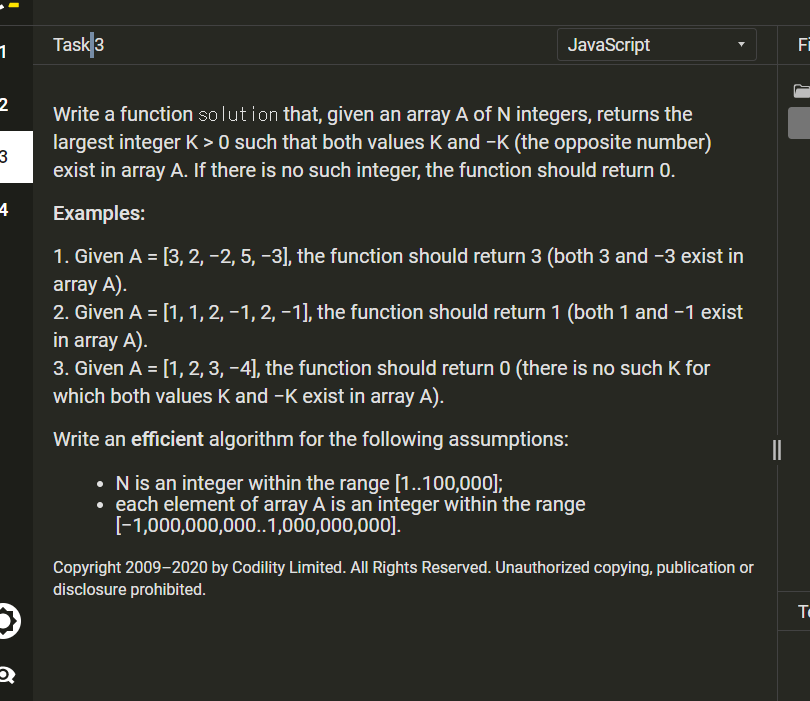 1
Task 3
JavaScript
Fi
2
Write a function solution that, given an array A of N integers, returns the
largest integer K > 0 such that both values K and −K (the opposite number)
3
exist in array A. If there is no such integer, the function should return 0.
4
Examples:
1. Given A = [3, 2, −2, 5, −3], the function should return 3 (both 3 and −3 exist in
array A).
2. Given A = [1, 1, 2, −1, 2, −1], the function should return 1 (both 1 and −1 exist
in array A).
3. Given A = [1, 2, 3, −4], the function should return 0 (there is no such K for
which both values K and −K exist in array A).
Write an efficient algorithm for the following assumptions:
• N is an integer within the range [1..100,000];
• each element of array A is an integer within the range
[−1,000,000,000..1,000,000,000].
Copyright 2009–2020 by Codility Limited. All Rights Reserved. Unauthorized copying, publication or
disclosure prohibited.